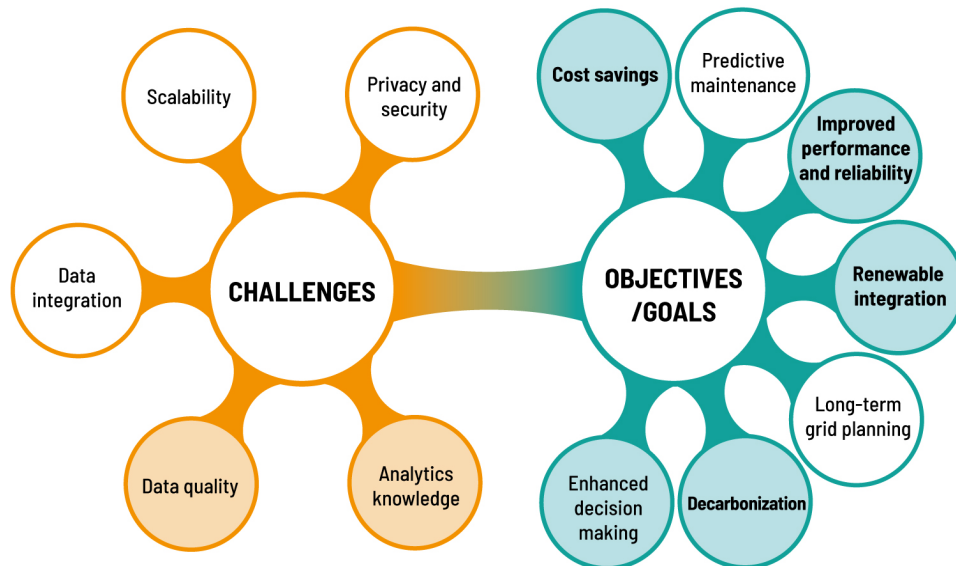 Scalability
Privacy and
security
Data
integration
CHALLENGES
Data quality
Analytics
knowledge
Cost savings
Predictive
maintenance
Improved
performance
and reliability
Renewable
integration
OBJECTIVES
/GOALS
Long-term
grid planning
Enhanced
decision
making
Decarbonization